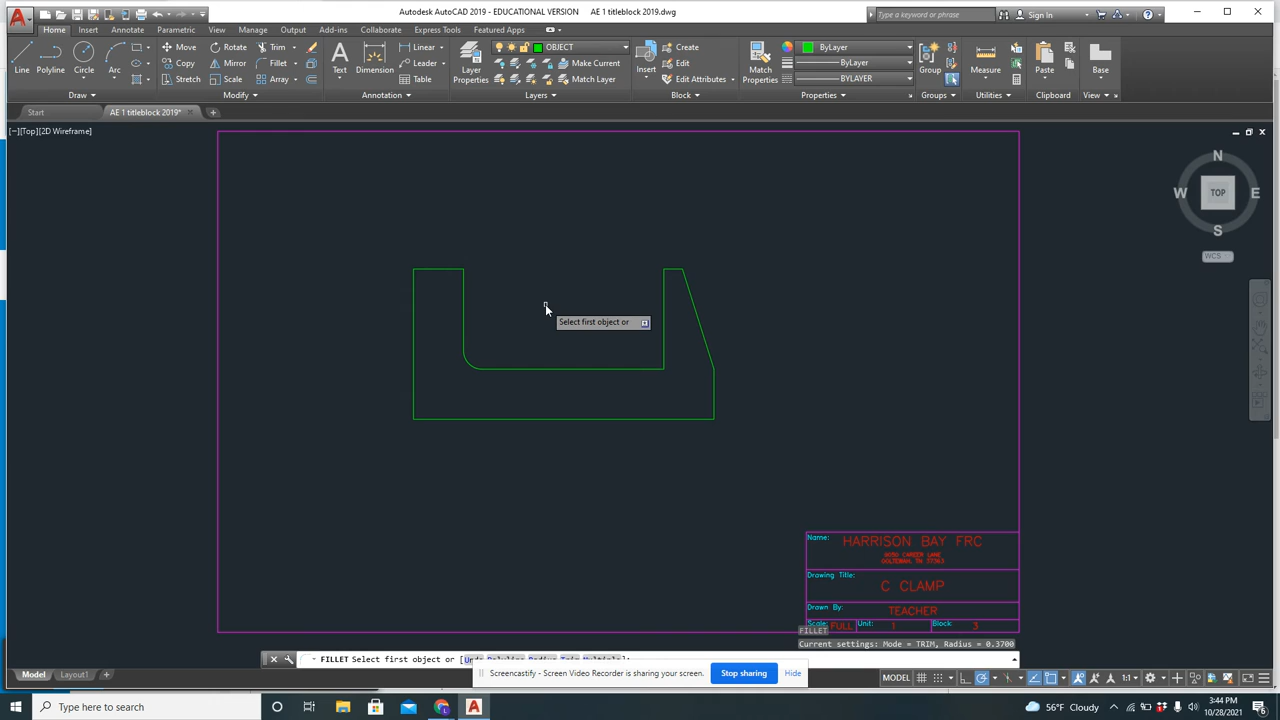 Autodesk AutoCAD 2019 - EDUCATIONAL VERSION AE 1 titleblock 2019.dwg
Type a keyword or phrase
Sign In
Home Insert Annotate Parametric View Manage Output Add-ins Collaborate Express Tools Featured Apps
Line Polyline Circle Arc
Move Rotate Trim
Copy Mirror Fillet
Stretch Scale Array
Text Dimension
Linear
Leader
Table
Layer Properties
OBJECT
Make Current
Match Layer
Insert
Create
Edit
Edit Attributes
Match Properties
ByLayer
ByLayer
BYLAYER
Group
Measure
Paste
Base
Draw Modify Annotation Layers Block Properties Groups Utilities Clipboard View
Start AE 1 titleblock 2019*
[−][Top][2D Wireframe]
N
W TOP E
S
WCS
Select first object or
Name: HARRISON BAY FRC
Drawing Title: C CLAMP
Drawn By: TEACHER
Scale: FULL Unit: 1 Block: 3
FILLET
Current settings: Mode = TRIM, Radius = 0.3700
FILLET Select first object or [Undo Polyline Radius Trim Multiple]:
Screencastify - Screen Video Recorder is sharing your screen. Stop sharing Hide
Model Layout1
MODEL 1:1
Type here to search
56°F Cloudy
3:44 PM
10/28/2021